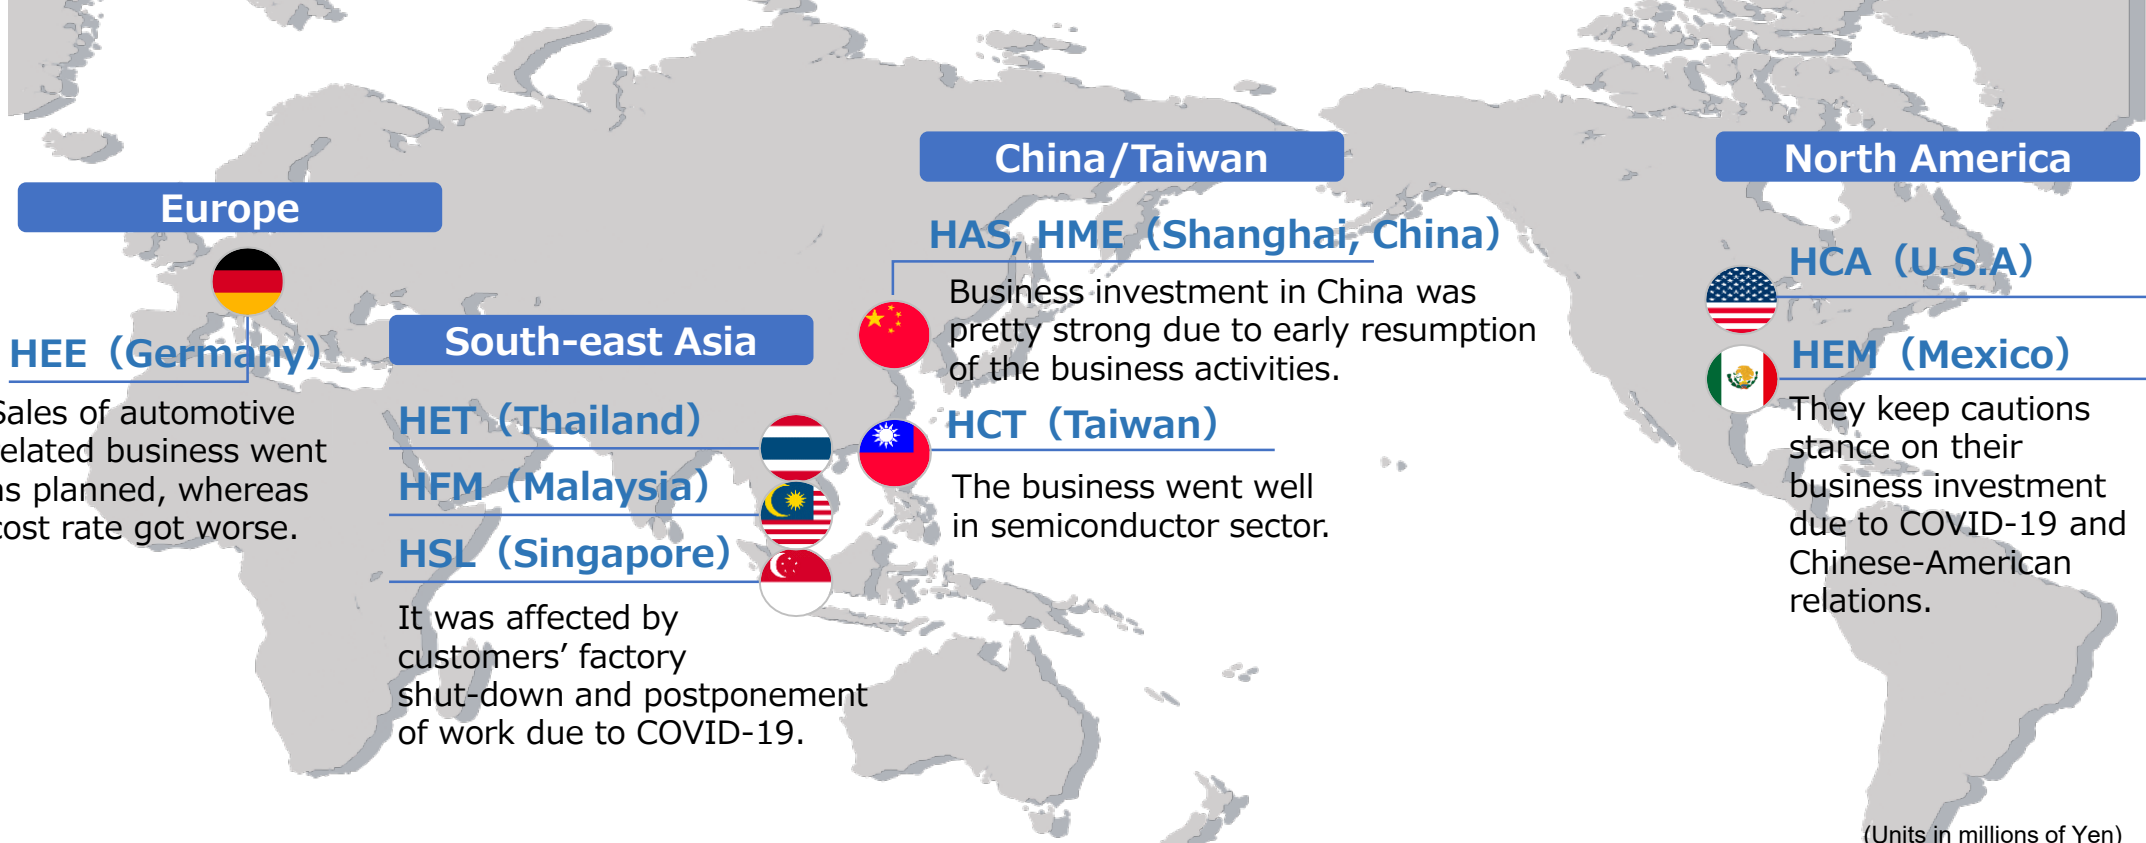 Europe
HEE（Germany）
Sales of automotive
related business went
as planned, whereas
cost rate got worse.
South-east Asia
HET（Thailand）
HFM（Malaysia）
HSL（Singapore）
It was affected by
customers’ factory
shut-down and postponement
of work due to COVID-19.
China/Taiwan
HAS, HME（Shanghai, China）
Business investment in China was
pretty strong due to early resumption
of the business activities.
HCT（Taiwan）
The business went well
in semiconductor sector.
North America
HCA（U.S.A）
HEM（Mexico）
They keep cautions
stance on their
business investment
due to COVID-19 and
Chinese-American
relations.
(Units in millions of Yen)